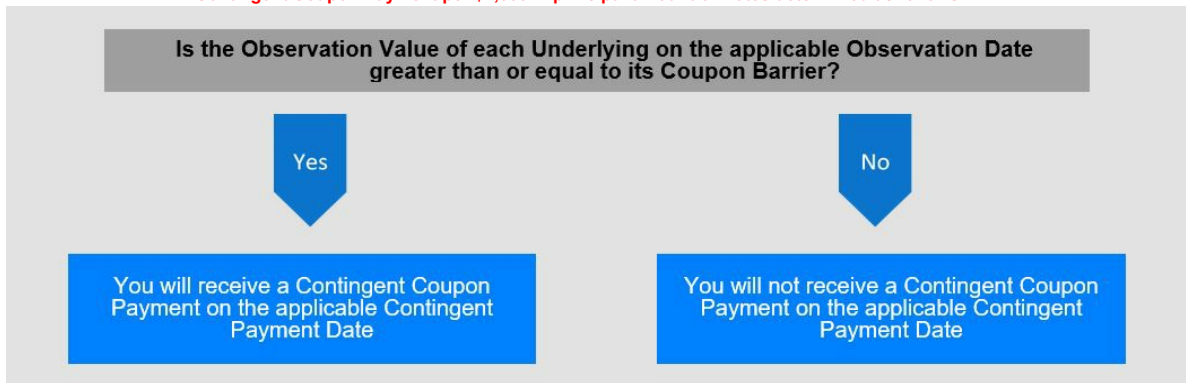 Is the Observation Value of each Underlying on the applicable Observation Date
greater than or equal to its Coupon Barrier?
Yes
No
You will receive a Contingent Coupon
Payment on the applicable Contingent
Payment Date
You will not receive a Contingent Coupon
Payment on the applicable Contingent
Payment Date